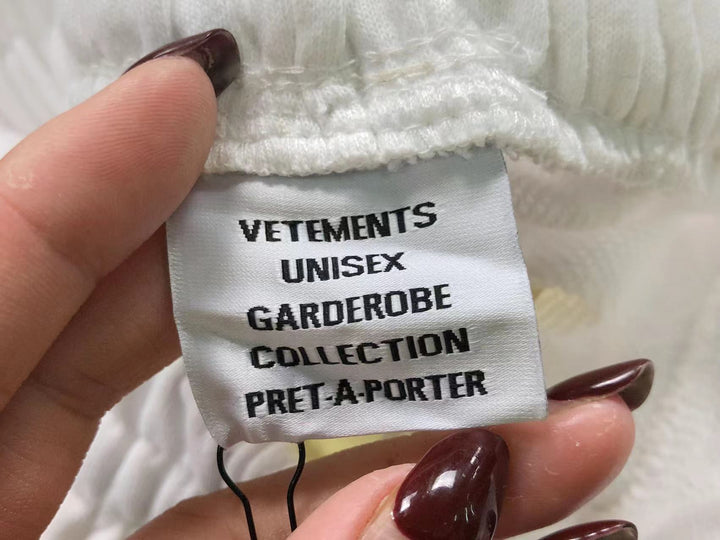 VETEMENTS
UNISEX
GARDEROBE
COLLECTION
PRET-A-PORTER